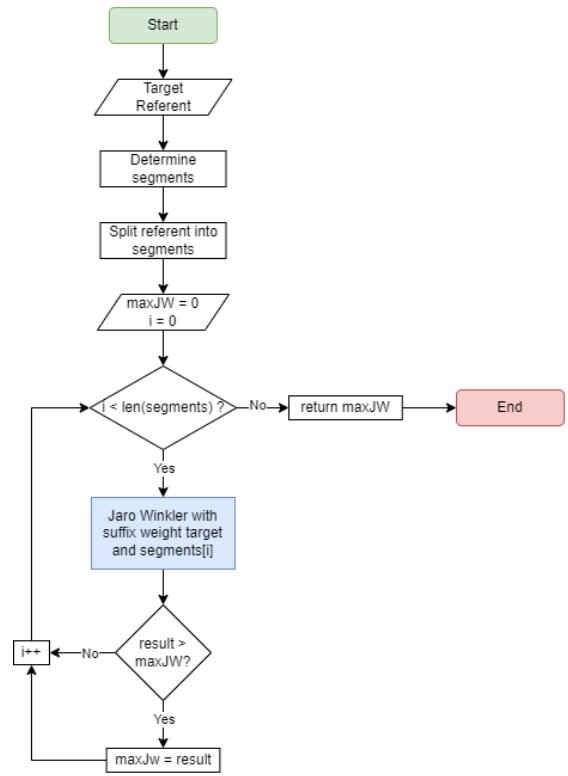 Start
Target
Referent
Determine
segments
Split referent into
segments
maxJW = 0
i = 0
i < len(segments) ?
No
return maxJW
End
Yes
Jaro Winkler with
suffix weight target
and segments[i]
result >
maxJW?
No
i++
Yes
maxJw = result